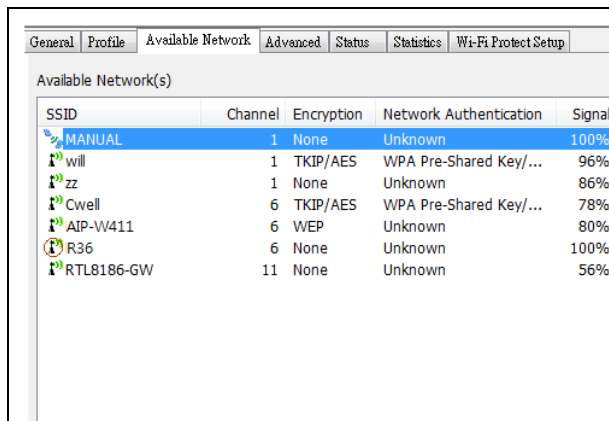 General Profile Available Network Advanced Status Statistics Wi-Fi Protect Setup
Available Network(s)
SSID Channel Encryption Network Authentication Signal
MANUAL 1 None Unknown 100%
will 1 TKIP/AES WPA Pre-Shared Key/... 96%
zz 1 None Unknown 86%
Cwell 6 TKIP/AES WPA Pre-Shared Key/... 78%
AIP-W411 6 WEP Unknown 80%
R36 6 None Unknown 100%
RTL8186-GW 11 None Unknown 56%